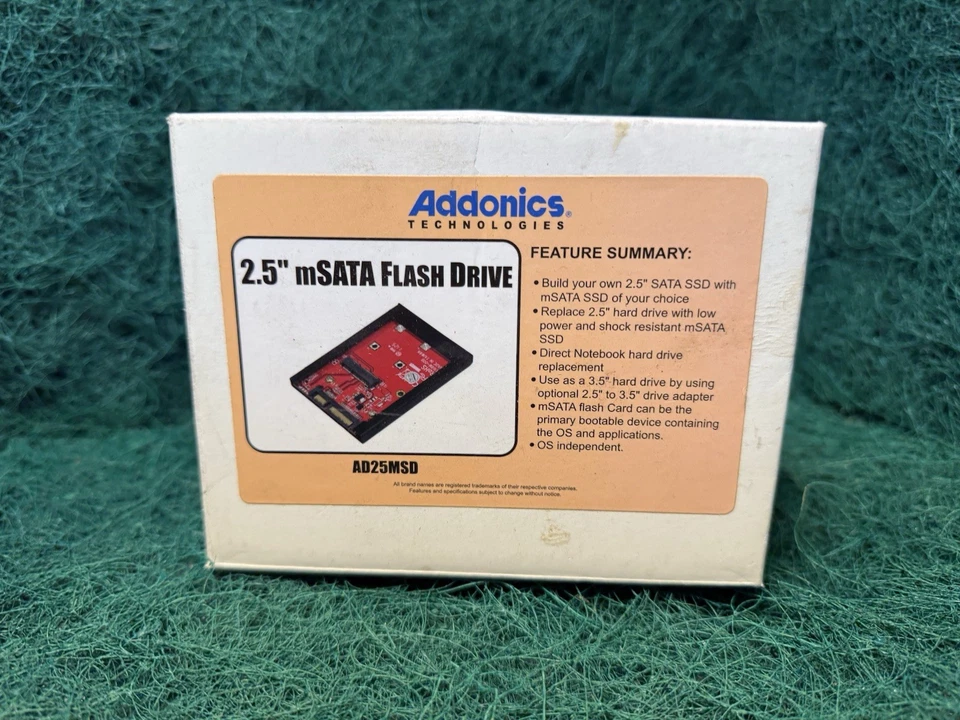 Addonics®
TECHNOLOGIES
2.5" mSATA FLASH DRIVE
AD25MSD
FEATURE SUMMARY:
• Build your own 2.5" SATA SSD with
mSATA SSD of your choice
• Replace 2.5" hard drive with low
power and shock resistant mSATA
SSD
• Direct Notebook hard drive
replacement
• Use as a 3.5" hard drive by using
optional 2.5" to 3.5" drive adapter
• mSATA flash Card can be the
primary bootable device containing
the OS and applications.
• OS independent.
All brand names are registered trademarks of their respective companies.
Features and specifications subject to change without notice.